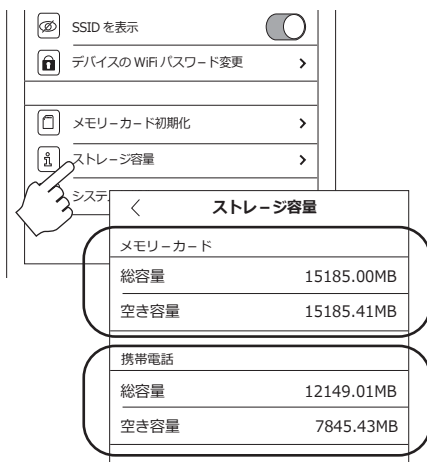 SSID を表示
デバイスの WiFi パスワード変更
メモリーカード初期化
ストレージ容量
システ
ストレージ容量
メモリーカード
総容量 15185.00MB
空き容量 15185.41MB
携帯電話
総容量 12149.01MB
空き容量 7845.43MB